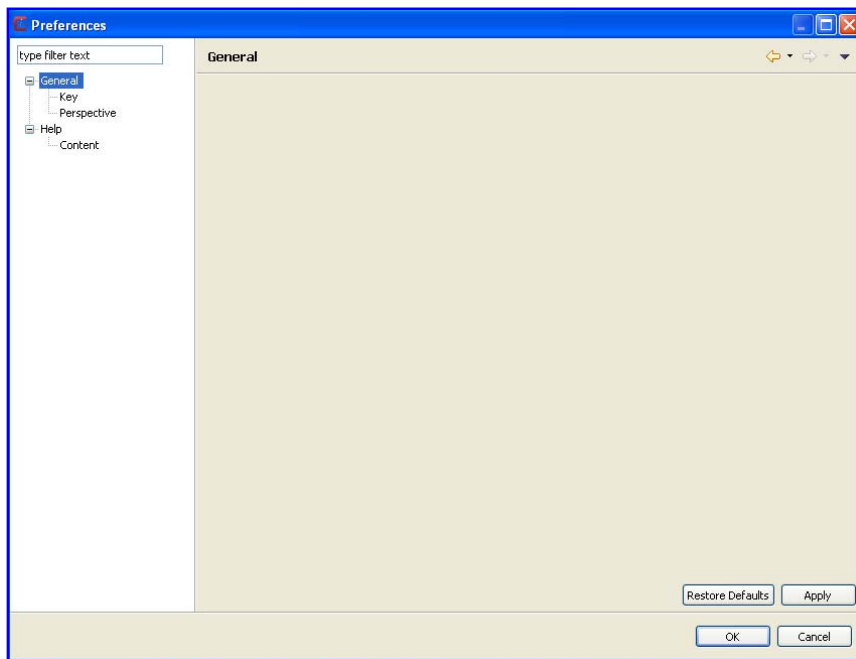 Preferences
type filter text
General
General
Key
Perspective
Help
Content
Restore Defaults Apply
OK Cancel